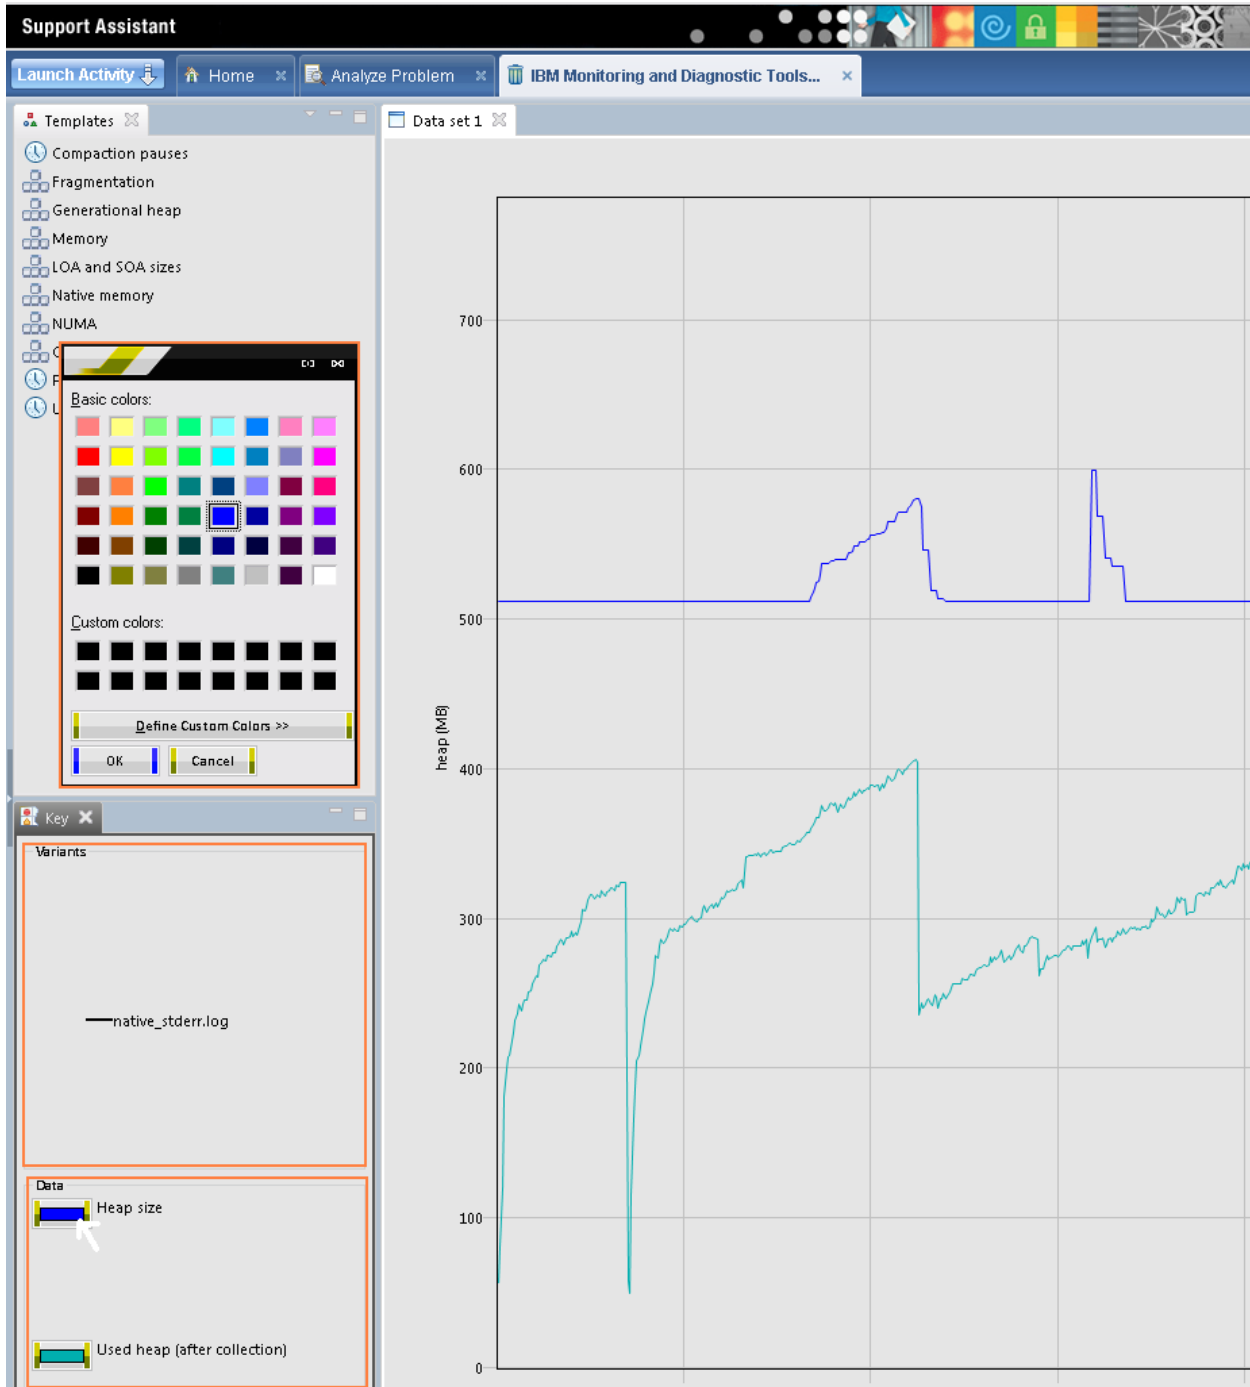 Support Assistant
Launch Activity
Home
Analyze Problem
IBM Monitoring and Diagnostic Tools...
Templates
Data set 1
Compaction pauses
Fragmentation
Generational heap
Memory
LOA and SOA sizes
Native memory
NUMA
Basic colors:
Custom colors:
Define Custom Colors >>
OK
Cancel
Key
Variants
native_stderr.log
Data
Heap size
Used heap (after collection)
heap (MB)
700
600
500
400
300
200
100
0